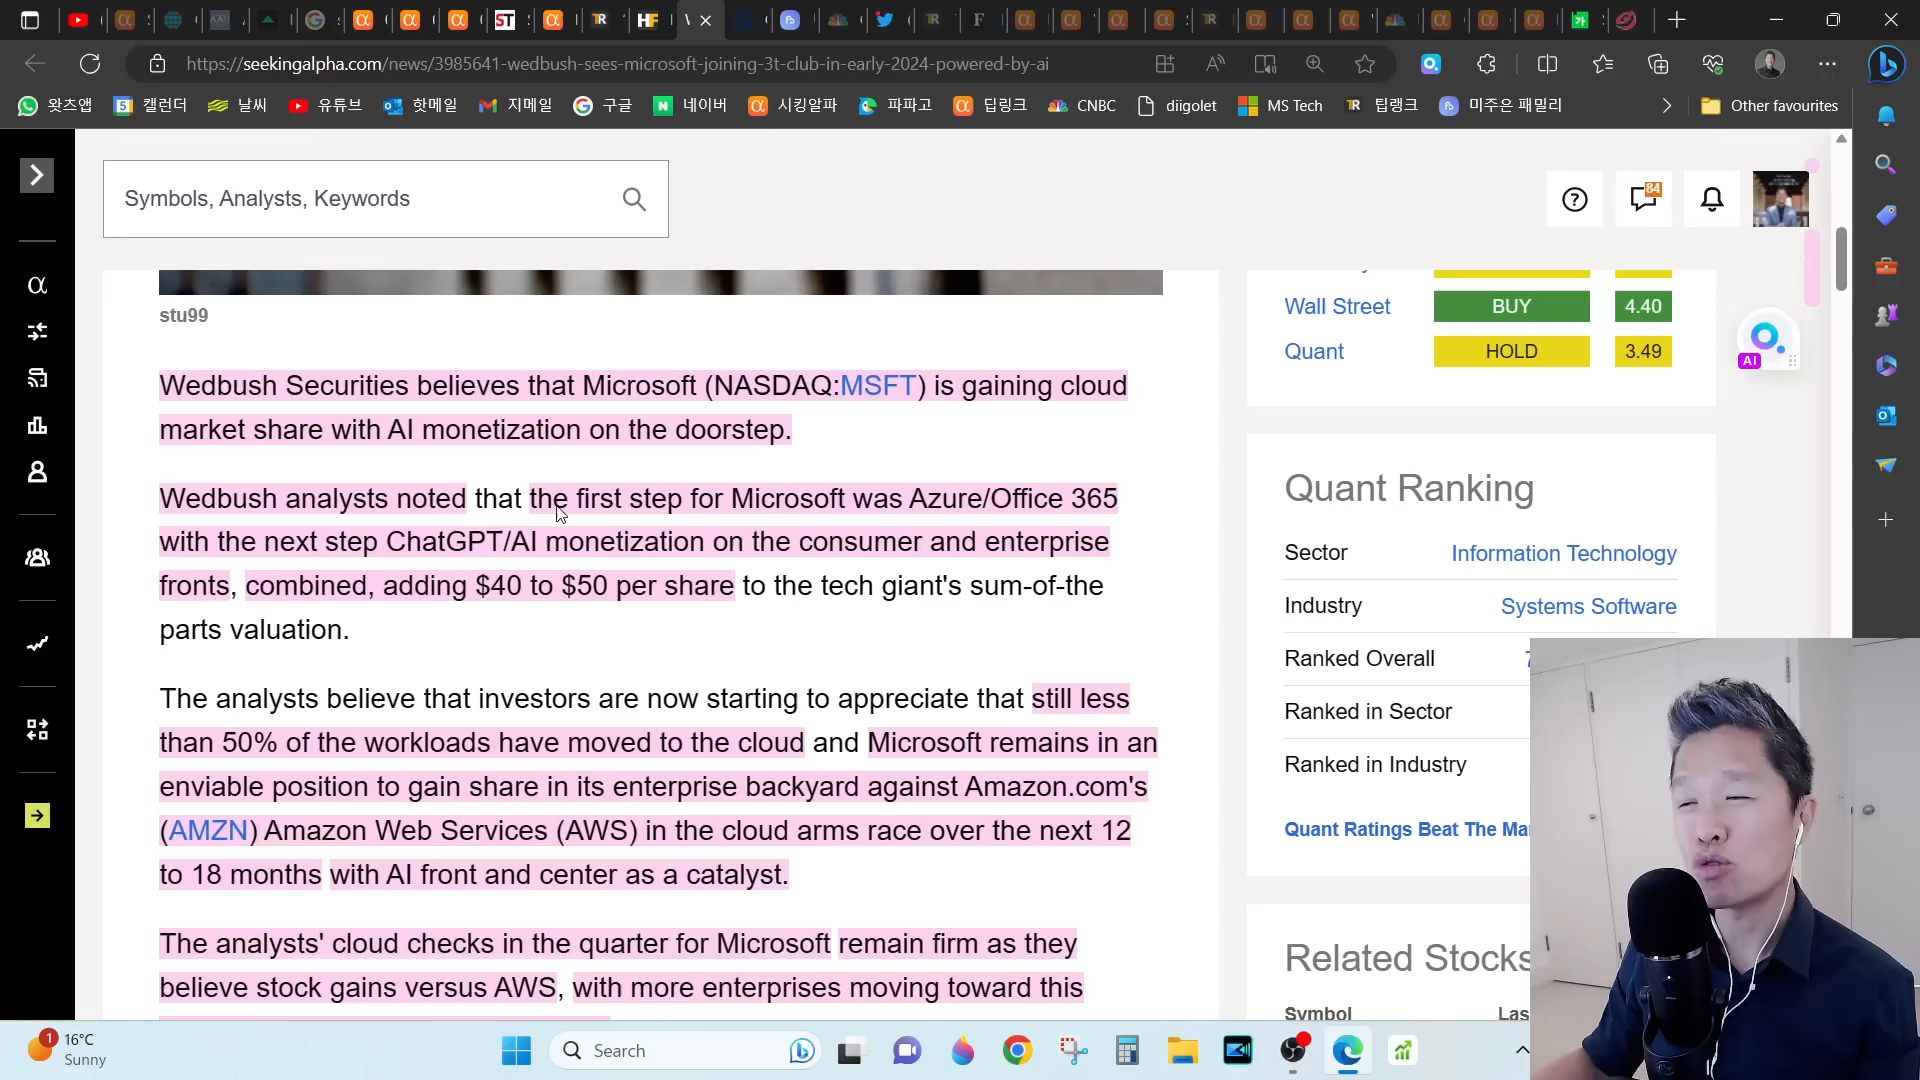 https://seekingalpha.com/news/3985641-wedbush-sees-microsoft-joining-3t-club-in-early-2024-powered-by-ai
왓츠앱 캘린더 날씨 유튜브 핫메일 지메일 구글 네이버 시킹알파 파파고 딥링크 CNBC diigolet MS Tech 팁랭크 미주은 패밀리 Other favourites
Symbols, Analysts, Keywords
84
stu99
Wall Street BUY 4.40
Quant HOLD 3.49
AI
Wedbush Securities believes that Microsoft (NASDAQ:MSFT) is gaining cloud
market share with AI monetization on the doorstep.
Wedbush analysts noted that the first step for Microsoft was Azure/Office 365
with the next step ChatGPT/AI monetization on the consumer and enterprise
fronts, combined, adding $40 to $50 per share to the tech giant's sum-of-the
parts valuation.
The analysts believe that investors are now starting to appreciate that still less
than 50% of the workloads have moved to the cloud and Microsoft remains in an
enviable position to gain share in its enterprise backyard against Amazon.com's
(AMZN) Amazon Web Services (AWS) in the cloud arms race over the next 12
to 18 months with AI front and center as a catalyst.
The analysts' cloud checks in the quarter for Microsoft remain firm as they
believe stock gains versus AWS, with more enterprises moving toward this
Quant Ranking
Sector Information Technology
Industry Systems Software
Ranked Overall
Ranked in Sector
Ranked in Industry
Quant Ratings Beat The
Related Stocks
Symbol
1
16°C
Sunny
Search